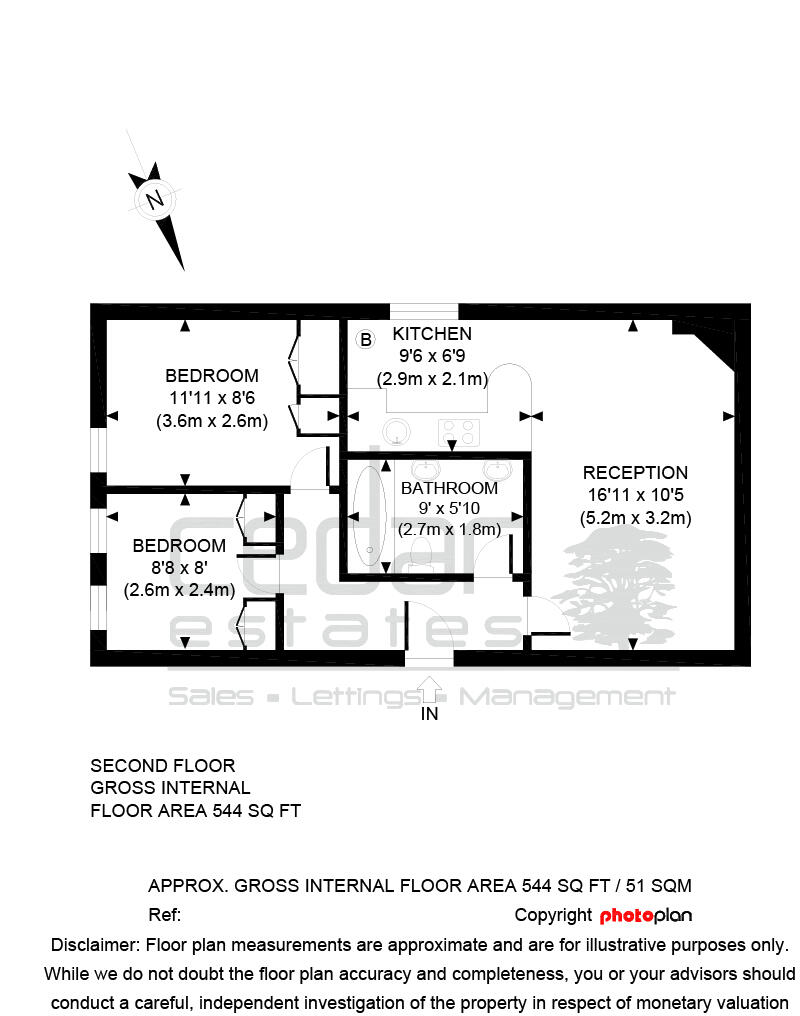 N
B
KITCHEN
9'6 x 6'9
(2.9m x 2.1m)
BEDROOM
11'11 x 8'6
(3.6m x 2.6m)
RECEPTION
16'11 x 10'5
(5.2m x 3.2m)
BATHROOM
9' x 5'10
(2.7m x 1.8m)
BEDROOM
8'8 x 8'
(2.6m x 2.4m)
cedar
estates
Sales - Lettings - Management
IN
SECOND FLOOR
GROSS INTERNAL
FLOOR AREA 544 SQ FT
APPROX. GROSS INTERNAL FLOOR AREA 544 SQ FT / 51 SQM
Ref: Copyright photoplan
Disclaimer: Floor plan measurements are approximate and are for illustrative purposes only.
While we do not doubt the floor plan accuracy and completeness, you or your advisors should
conduct a careful, independent investigation of the property in respect of monetary valuation